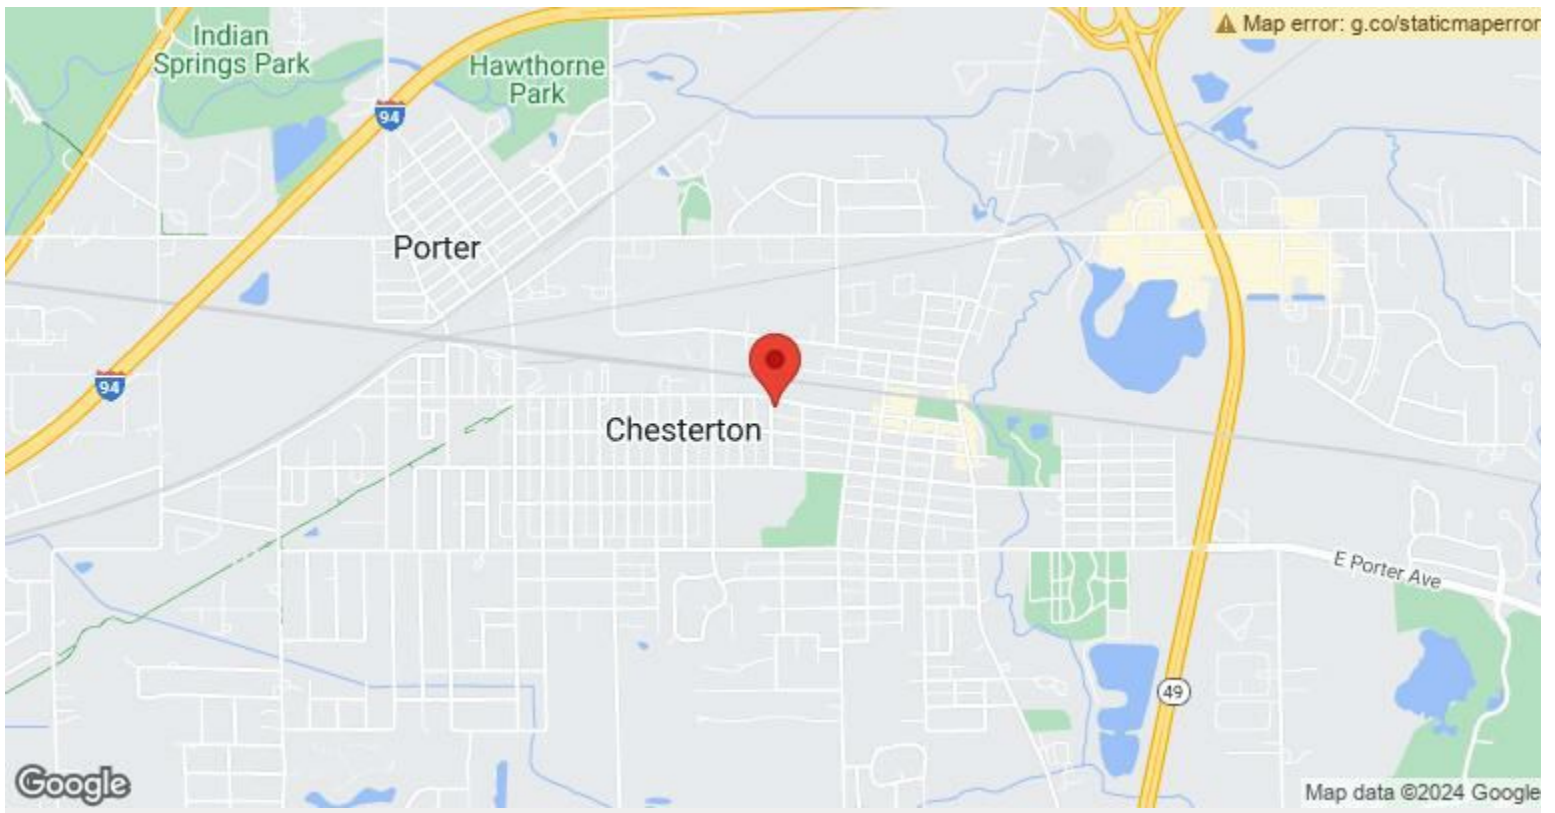 Map error: g.co/staticmaperror
Indian
Springs Park
Hawthorne
Park
94
Porter
94
Chesterton
E Porter Ave
49
Google
Map data ©2024 Google